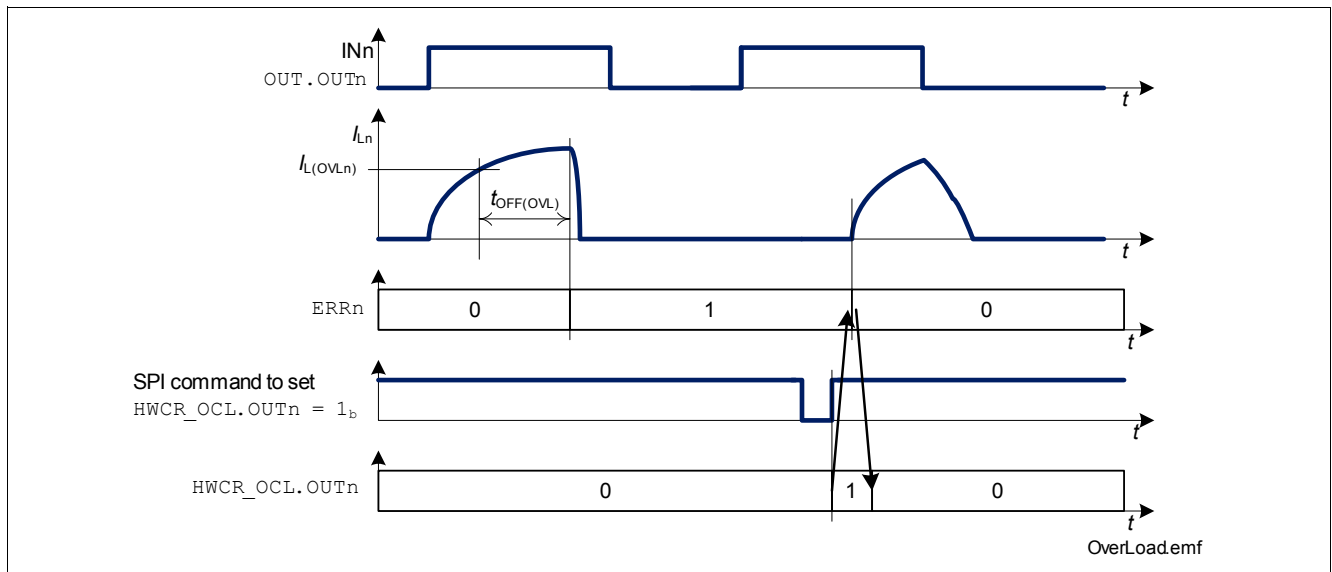 INn
OUT.OUTn
t
ILn
IL(OVLn)
tOFF(OVL)
t
ERRn
0
1
0
t
SPI command to set
HWCR_OCL.OUTn = 1b
t
HWCR_OCL.OUTn
0
1
0
t
OverLoad.emf